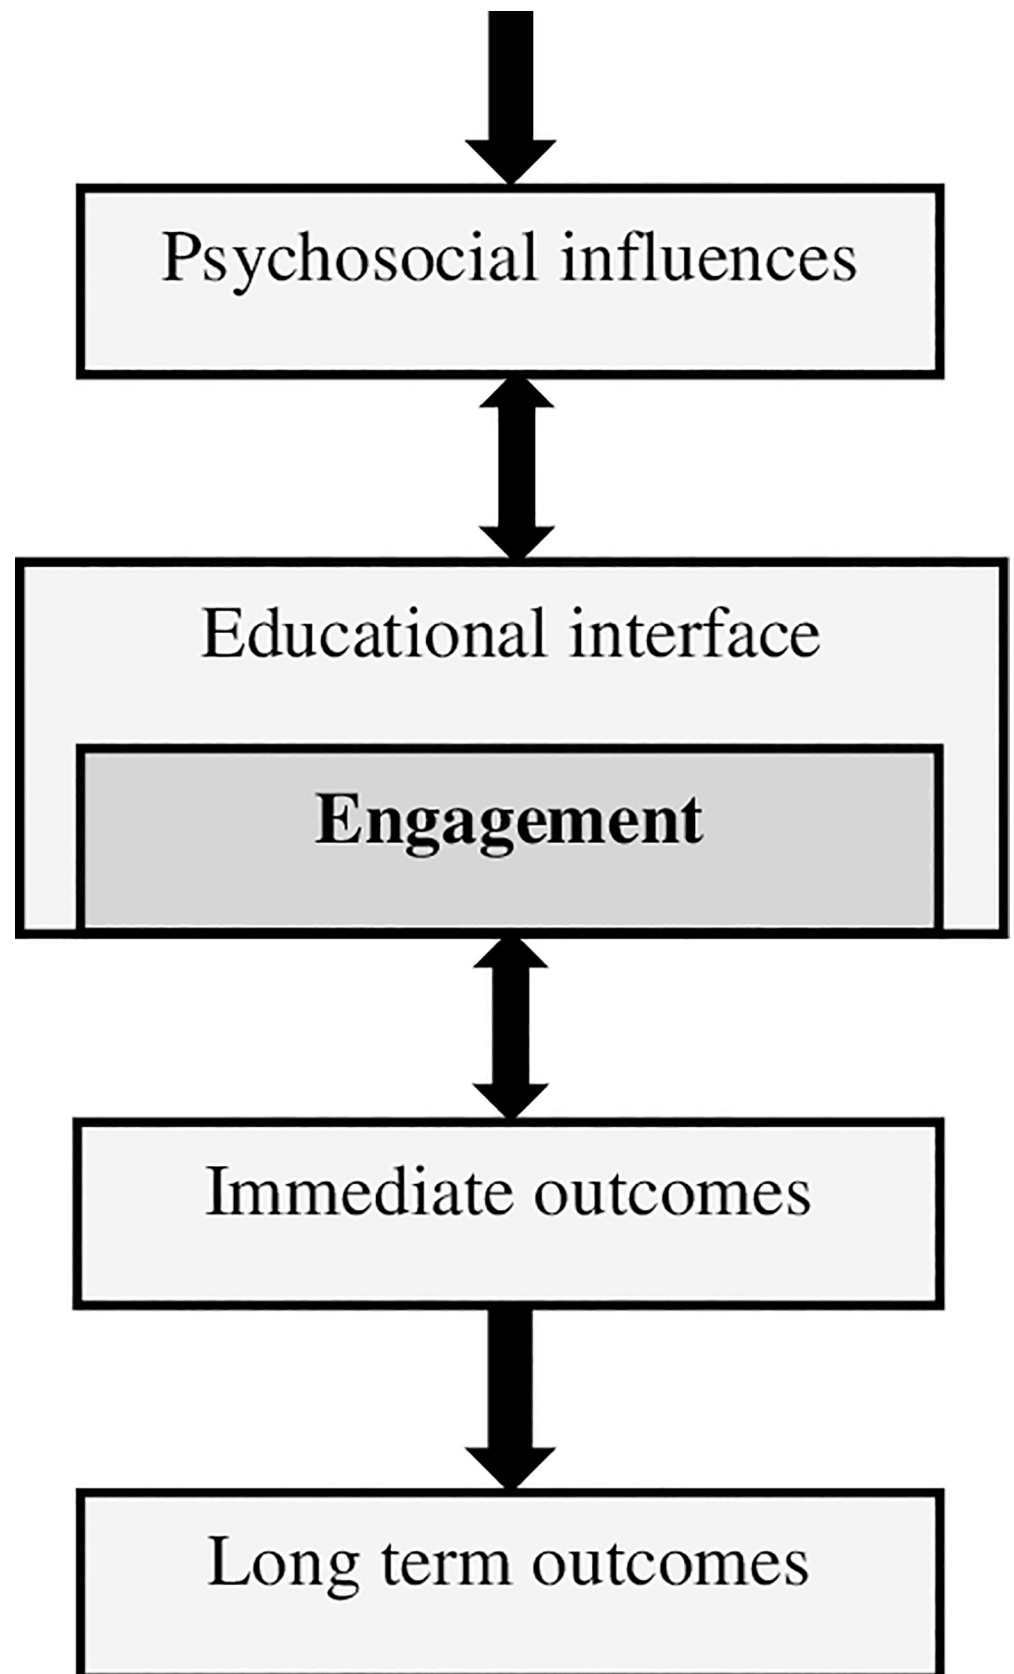 Psychosocial influences
Educational interface
Engagement
Immediate outcomes
Long term outcomes